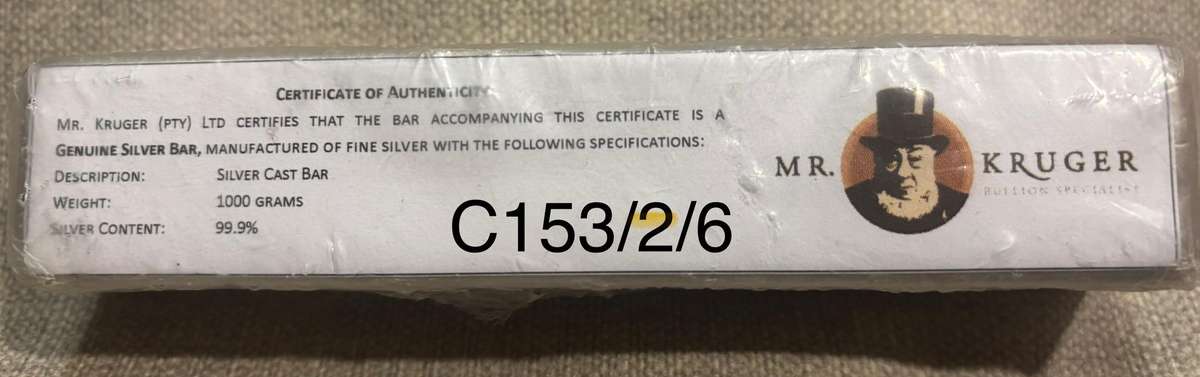 CERTIFICATE OF AUTHENTICITY
MR. KRUGER (PTY) LTD CERTIFIES THAT THE BAR ACCOMPANYING THIS CERTIFICATE IS A
GENUINE SILVER BAR, MANUFACTURED OF FINE SILVER WITH THE FOLLOWING SPECIFICATIONS:
DESCRIPTION: SILVER CAST BAR
WEIGHT: 1000 GRAMS
SILVER CONTENT: 99.9%
C153/2/6
MR. KRUGER
BULLION SPECIALIST